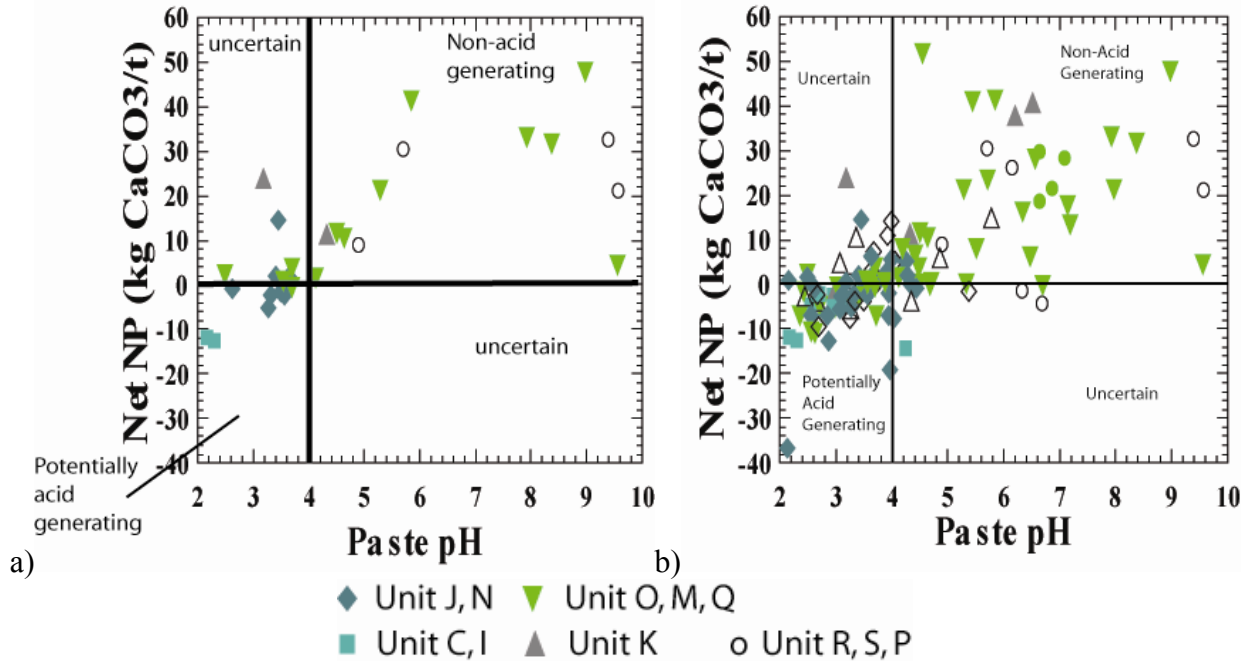 60
50
40
30
20
10
0
-10
-20
-30
-40
Net NP (kg CaCO3/t)
uncertain
Non-acid
generating
uncertain
Potentially
acid
generating
2 3 4 5 6 7 8 9 10
Paste pH
a)
60
50
40
30
20
10
0
-10
-20
-30
-40
Net NP (kg CaCO3/t)
Uncertain
Non-Acid
Generating
Potentially
Acid
Generating
Uncertain
2 3 4 5 6 7 8 9 10
Paste pH
b)
Unit J, N Unit O, M, Q
Unit C, I Unit K Unit R, S, P